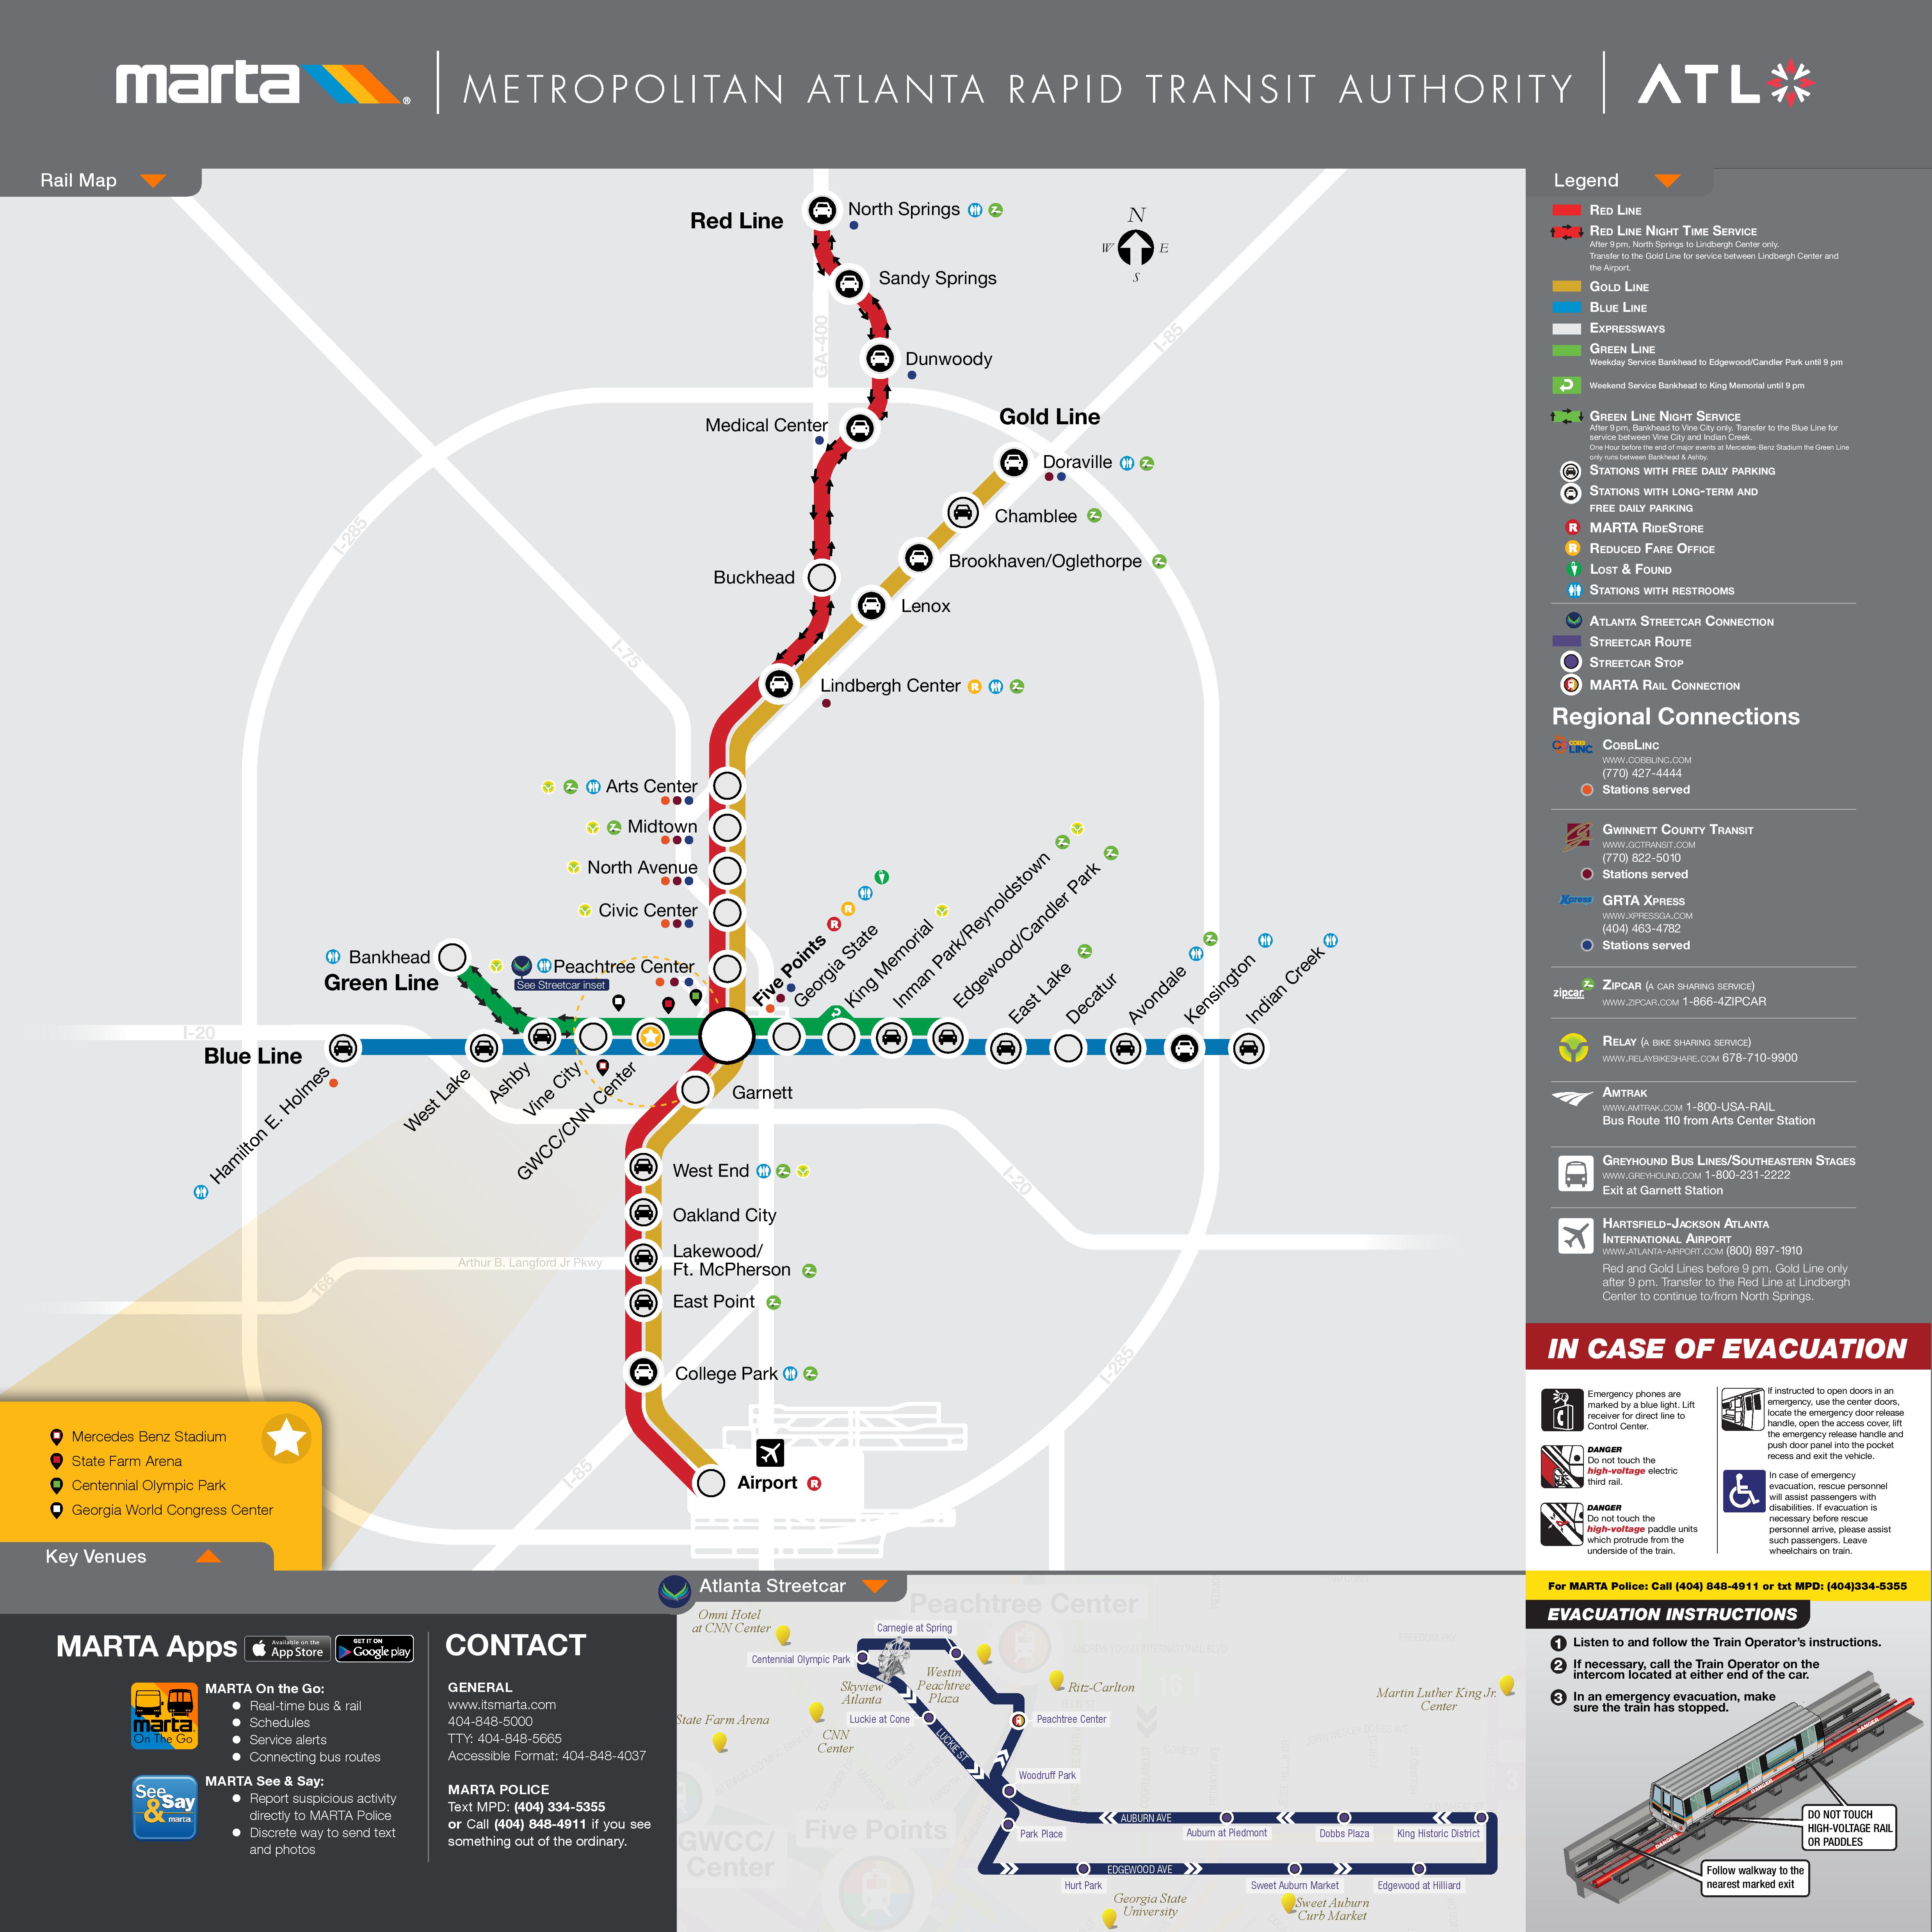 marta®
METROPOLITAN ATLANTA RAPID TRANSIT AUTHORITY
ATL
Rail Map
Red Line
North Springs
Sandy Springs
Dunwoody
Medical Center
Buckhead
Gold Line
Doraville
Chamblee
Brookhaven/Oglethorpe
Lenox
Lindbergh Center
Arts Center
Midtown
North Avenue
Civic Center
Peachtree Center
See Streetcar inset
Bankhead
Green Line
Blue Line
Hamilton E. Holmes
West Lake
Ashby
Vine City
GWCC/CNN Center
Five Points
Georgia State
King Memorial
Inman Park/Reynoldstown
Edgewood/Candler Park
East Lake
Decatur
Avondale
Kensington
Indian Creek
Garnett
West End
Oakland City
Lakewood/
Ft. McPherson
East Point
College Park
Airport
N
W
E
S
GA-400
I-85
I-285
I-75
I-20
I-20
Arthur B. Langford Jr Pkwy
166
I-285
I-85
Mercedes Benz Stadium
State Farm Arena
Centennial Olympic Park
Georgia World Congress Center
Key Venues
Legend
RED LINE
RED LINE NIGHT TIME SERVICE
After 9 pm, North Springs to Lindbergh Center only.
Transfer to the Gold Line for service between Lindbergh Center and
the Airport.
GOLD LINE
BLUE LINE
EXPRESSWAYS
GREEN LINE
Weekday Service Bankhead to Edgewood/Candler Park until 9 pm
Weekend Service Bankhead to King Memorial until 9 pm
GREEN LINE NIGHT SERVICE
After 9 pm, Bankhead to Vine City only. Transfer to the Blue Line for
service between Vine City and Indian Creek.
One Hour before the end of major events at Mercedes-Benz Stadium the Green Line
only runs between Bankhead & Ashby.
STATIONS WITH FREE DAILY PARKING
STATIONS WITH LONG-TERM AND
FREE DAILY PARKING
R MARTA RIDESTORE
R REDUCED FARE OFFICE
LOST & FOUND
STATIONS WITH RESTROOMS
ATLANTA STREETCAR CONNECTION
STREETCAR ROUTE
STREETCAR STOP
MARTA RAIL CONNECTION
Regional Connections
COBB LINC
COBBLINC
WWW.COBBLINC.COM
(770) 427-4444
Stations served
GWINNETT COUNTY TRANSIT
WWW.GCTRANSIT.COM
(770) 822-5010
Stations served
Xpress
GRTA XPRESS
WWW.XPRESSGA.COM
(404) 463-4782
Stations served
zipcar
ZIPCAR (A CAR SHARING SERVICE)
WWW.ZIPCAR.COM 1-866-4ZIPCAR
RELAY (A BIKE SHARING SERVICE)
WWW.RELAYBIKESHARE.COM 678-710-9900
AMTRAK
WWW.AMTRAK.COM 1-800-USA-RAIL
Bus Route 110 from Arts Center Station
GREYHOUND BUS LINES/SOUTHEASTERN STAGES
WWW.GREYHOUND.COM 1-800-231-2222
Exit at Garnett Station
HARTSFIELD-JACKSON ATLANTA
INTERNATIONAL AIRPORT
WWW.ATLANTA-AIRPORT.COM (800) 897-1910
Red and Gold Lines before 9 pm. Gold Line only
after 9 pm. Transfer to the Red Line at Lindbergh
Center to continue to/from North Springs.
IN CASE OF EVACUATION
Emergency phones are
marked by a blue light. Lift
receiver for direct line to
Control Center.
DANGER
Do not touch the
high-voltage electric
third rail.
DANGER
Do not touch the
high-voltage paddle units
which protrude from the
underside of the train.
If instructed to open doors in an
emergency, use the center doors,
locate the emergency door release
handle, open the access cover, lift
the emergency release handle and
push door panel into the pocket
recess and exit the vehicle.
In case of emergency
evacuation, rescue personnel
will assist passengers with
disabilities. If evacuation is
necessary before rescue
personnel arrive, please assist
such passengers. Leave
wheelchairs on train.
For MARTA Police: Call (404) 848-4911 or txt MPD: (404)334-5355
EVACUATION INSTRUCTIONS
1 Listen to and follow the Train Operator's instructions.
2 If necessary, call the Train Operator on the
intercom located at either end of the car.
3 In an emergency evacuation, make
sure the train has stopped.
DANGER
DANGER
DANGER
DO NOT TOUCH
HIGH-VOLTAGE RAIL
OR PADDLES
Follow walkway to the
nearest marked exit
MARTA Apps
Available on the
App Store
GET IT ON
Google play
marta
On The Go
MARTA On the Go:
Real-time bus & rail
Schedules
Service alerts
Connecting bus routes
See
& Say
marta
MARTA See & Say:
Report suspicious activity
directly to MARTA Police
Discrete way to send text
and photos
CONTACT
GENERAL
www.itsmarta.com
404-848-5000
TTY: 404-848-5665
Accessible Format: 404-848-4037
MARTA POLICE
Text MPD: (404) 334-5355
or Call (404) 848-4911 if you see
something out of the ordinary.
Atlanta Streetcar
Peachtree Center
Omni Hotel
at CNN Center
Carnegie at Spring
Centennial Olympic Park
Skyview
Atlanta
Westin
Peachtree
Plaza
Ritz-Carlton
Martin Luther King Jr.
Center
State Farm Arena
CNN
Center
Luckie at Cone
LUCKIE ST
Peachtree Center
Woodruff Park
Park Place
AUBURN AVE
Auburn at Piedmont
Dobbs Plaza
King Historic District
Five Points
GWCC/
Center
EDGEWOOD AVE
Hurt Park
Sweet Auburn Market
Edgewood at Hilliard
Georgia State
University
Sweet Auburn
Curb Market